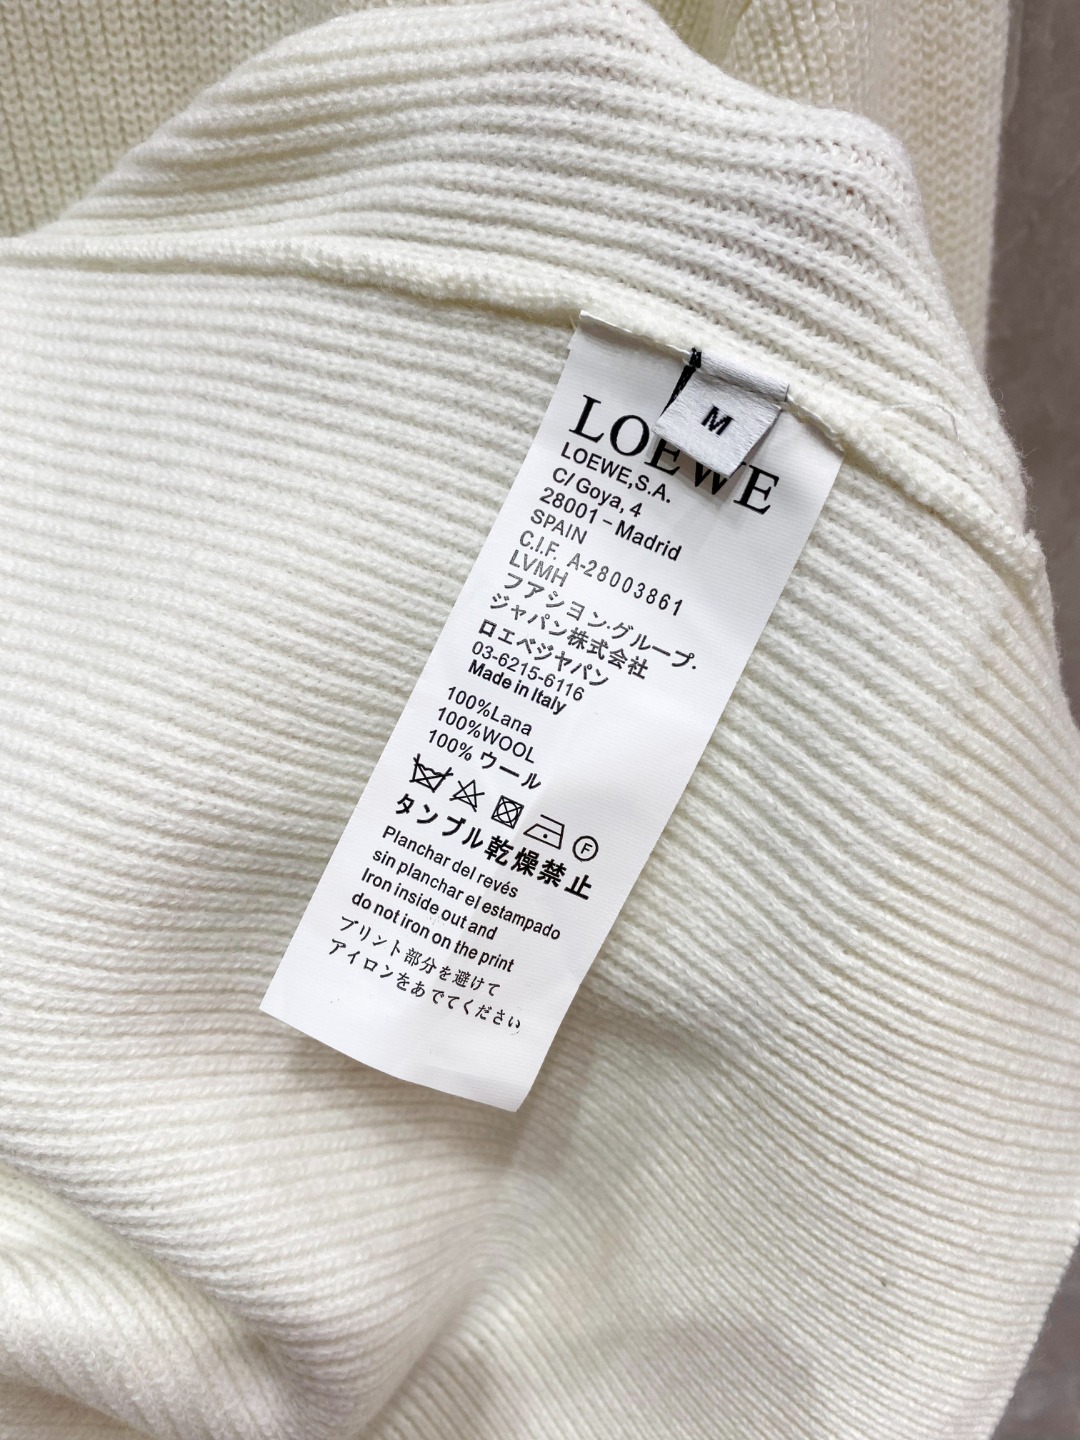 M
LOEWE
LOEWE,S.A.
C/ Goya, 4
28001 - Madrid
SPAIN
C.I.F. A-28003861
LVMH
フアシヨン·グループ·
ジャパン株式会社
ロエベジャパン
03-6215-6116
Made in Italy
100%Lana
100%WOOL
100% ウール
F
タンブル乾燥禁止
Planchar del revés
sin planchar el estampado
Iron inside out and
do not iron on the print
プリント部分を避けて
アイロンをあでてください